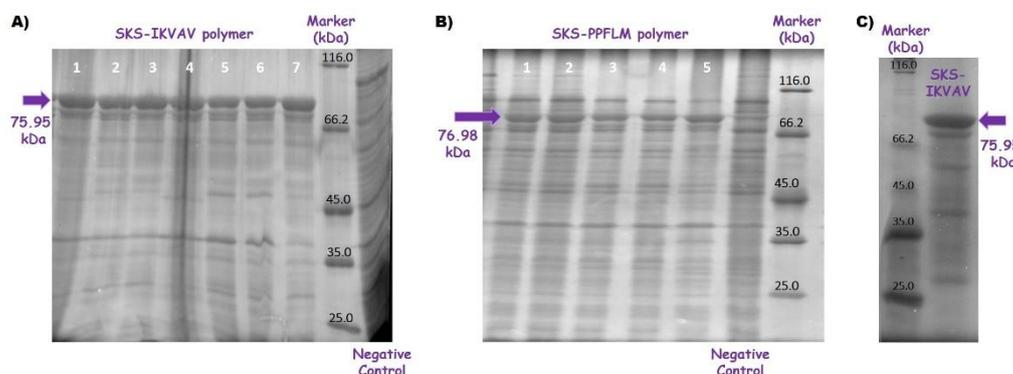 A)
SKS-IKVAV polymer
Marker
(kDa)
1 2 3 4 5 6 7
116.0
75.95
kDa
66.2
45.0
35.0
25.0
Negative
Control
B)
SKS-PPFLM polymer
Marker
(kDa)
1 2 3 4 5
116.0
76.98
kDa
66.2
45.0
35.0
25.0
Negative
Control
C)
Marker
(kDa)
116.0
SKS-
IKVAV
66.2
45.0
35.0
25.0
kDa